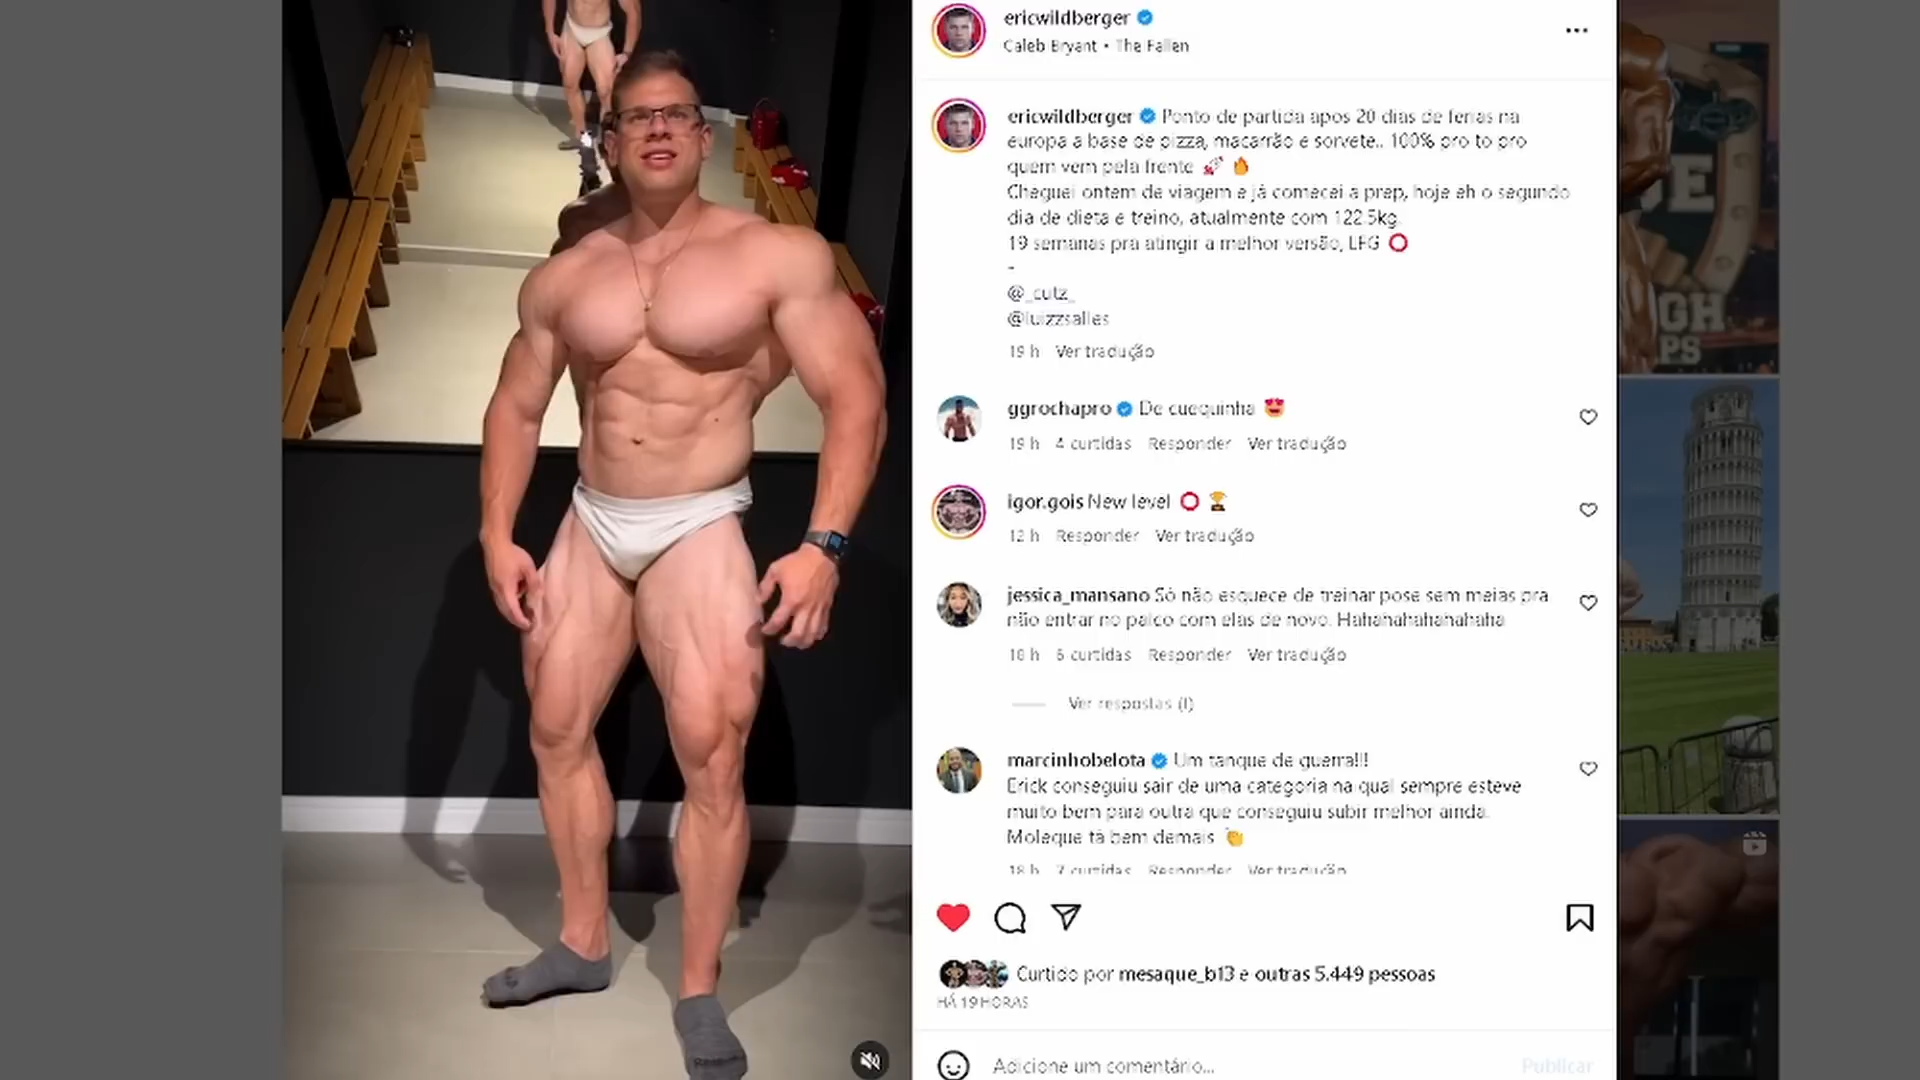 ericwildberger
Caleb Bryant • The Fallen
ericwildberger Ponto de partida apos 20 dias de ferias na
europa a base de pizza, macarrão e sorvete.. 100% pro to pro
quem vem pela frente 🚀 🔥
Cheguei ontem de viagem e já comecei a prep, hoje eh o segundo
dia de dieta e treino, atualmente com 122.5kg.
19 semanas pra atingir a melhor versão, LFG ⭕
-
@_cutz_
@luizzsalles
19 h Ver tradução
ggrochapro De cuequinha 😍
19 h 4 curtidas Responder Ver tradução
igor.gois New level ⭕ 🏆
12 h Responder Ver tradução
jessica_mansano Só não esquece de treinar pose sem meias pra
não entrar no palco com elas de novo. Hahahahahahahaha
18 h 6 curtidas Responder Ver tradução
Ver respostas (1)
marcinhobelota Um tanque de guerra!!!
Erick conseguiu sair de uma categoria na qual sempre esteve
muito bem para outra que conseguiu subir melhor ainda.
Moleque tá bem demais 👏
18 h 7 curtidas Responder Ver tradução
Curtido por mesaque_b13 e outras 5.449 pessoas
HÁ 19 HORAS
Adicione um comentário...
Publicar